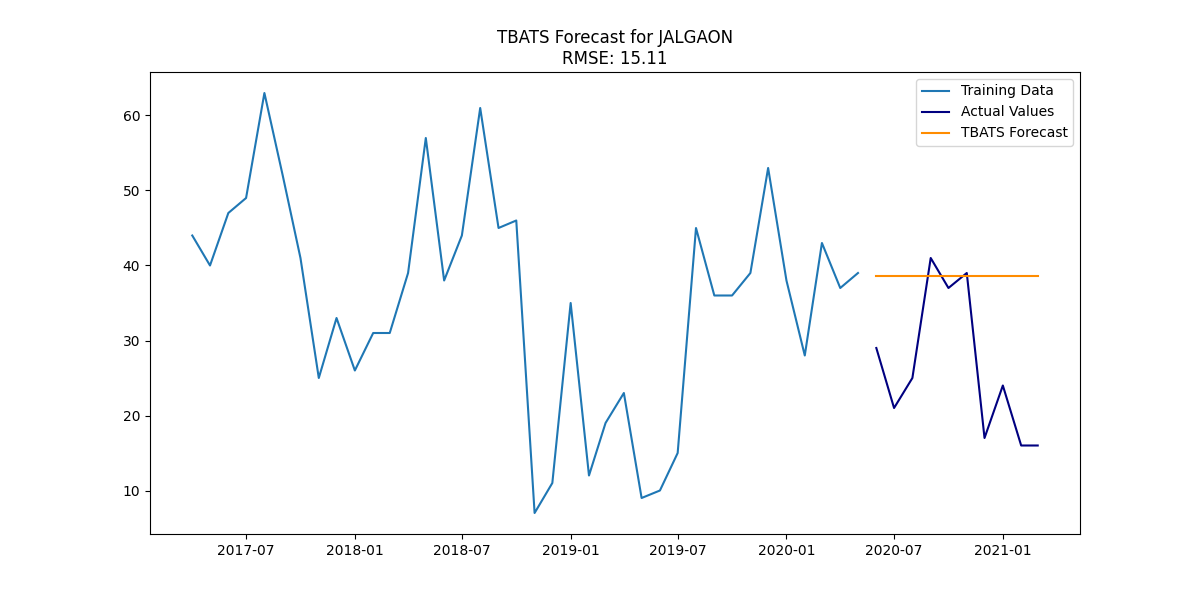 TBATS Forecast for JALGAON
RMSE: 15.11
Training Data
Actual Values
TBATS Forecast
60
50
40
30
20
10
2017-07 2018-01 2018-07 2019-01 2019-07 2020-01 2020-07 2021-01